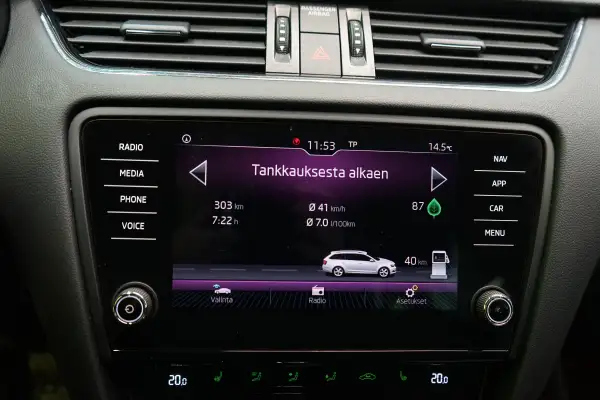 PASSENGER
AIRBAG
11:53 TP 14.5°C
RADIO
MEDIA
PHONE
VOICE
Tankkauksesta alkaen
303 km
7:22 h
Ø 41 km/h
Ø 7.0 l/100km
87
40 km
Valinta
Radio
Asetukset
NAV
APP
CAR
MENU
20.0
20.0